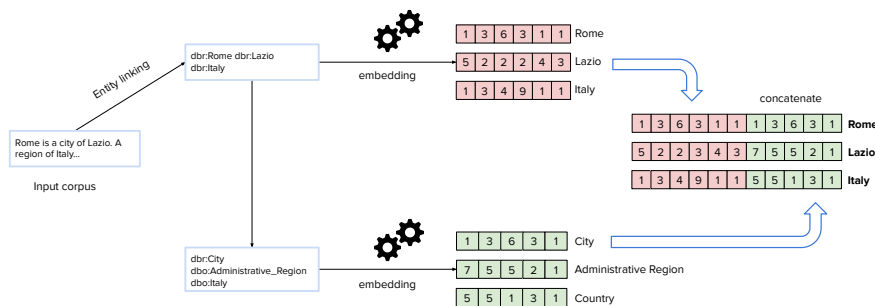 dbr:Rome dbr:Lazio
dbr:Italy
Entity linking
embedding
1 3 6 3 1 1 Rome
5 2 2 2 4 3 Lazio
1 3 4 9 1 1 Italy
concatenate
1 3 6 3 1 1 1 3 6 3 1 Rome
5 2 2 3 4 3 7 5 5 2 1 Lazio
1 3 4 9 1 1 5 5 1 3 1 Italy
Rome is a city of Lazio. A
region of Italy...
Input corpus
dbr:City
dbo:Administrative_Region
dbo:Italy
embedding
1 3 6 3 1 City
7 5 5 2 1 Administrative Region
5 5 1 3 1 Country